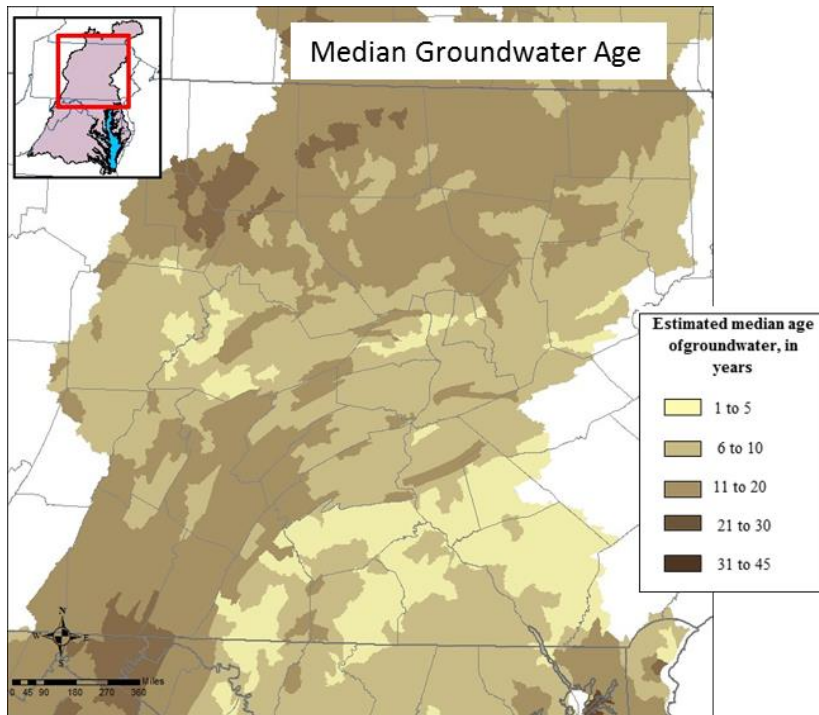 Median Groundwater Age
Estimated median age
ofgroundwater, in
years
1 to 5
6 to 10
11 to 20
21 to 30
31 to 45
N
W E
S
Miles
0 45 90 180 270 360